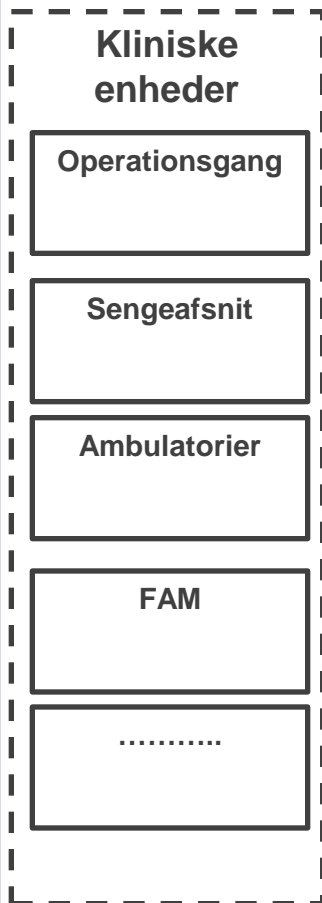 Kliniske
enheder
Operationsgang
Sengeafsnit
Ambulatorier
FAM
………...